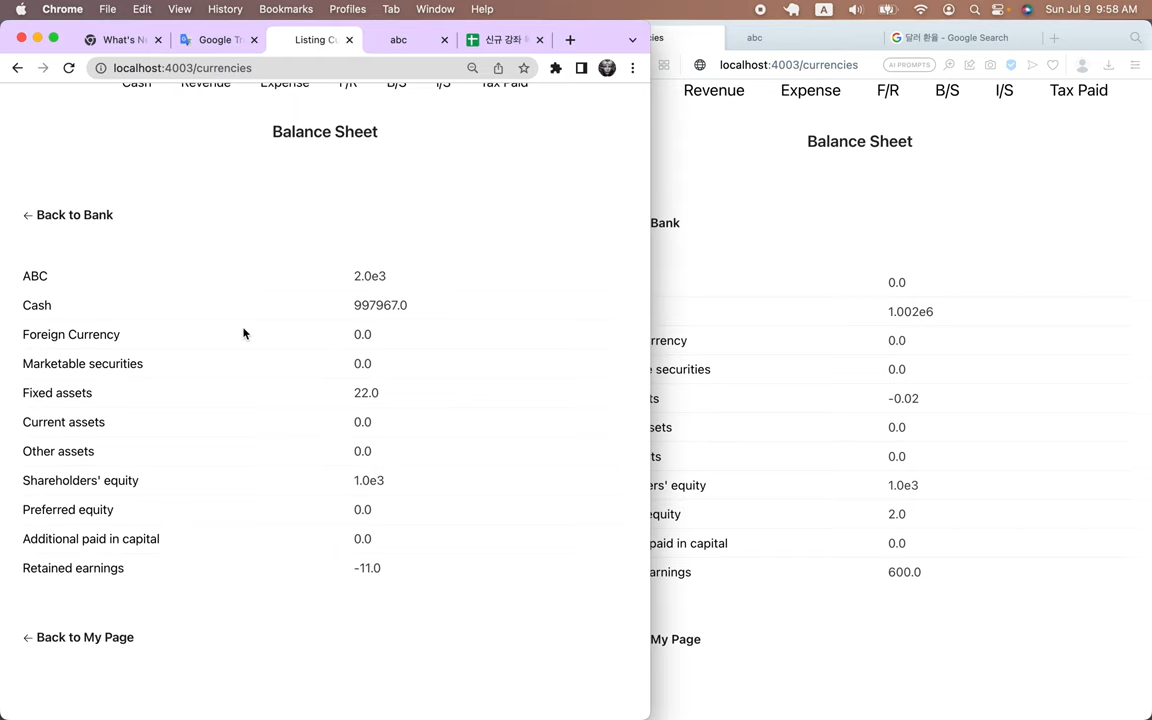 Chrome File Edit View History Bookmarks Profiles Tab Window Help A Sun Jul 9 9:58 AM
What's N Google Tr Listing C abc 신규 강좌
localhost:4003/currencies
Cash Revenue Expense F/R B/S I/S Tax Paid
Balance Sheet
← Back to Bank
ABC 2.0e3
Cash 997967.0
Foreign Currency 0.0
Marketable securities 0.0
Fixed assets 22.0
Current assets 0.0
Other assets 0.0
Shareholders' equity 1.0e3
Preferred equity 0.0
Additional paid in capital 0.0
Retained earnings -11.0
← Back to My Page
cies abc 달러 환율 - Google Search
localhost:4003/currencies AI PROMPTS
Revenue Expense F/R B/S I/S Tax Paid
Balance Sheet
Bank
0.0
1.002e6
rrency 0.0
securities 0.0
ts -0.02
sets 0.0
ts 0.0
ers' equity 1.0e3
equity 2.0
paid in capital 0.0
arnings 600.0
My Page